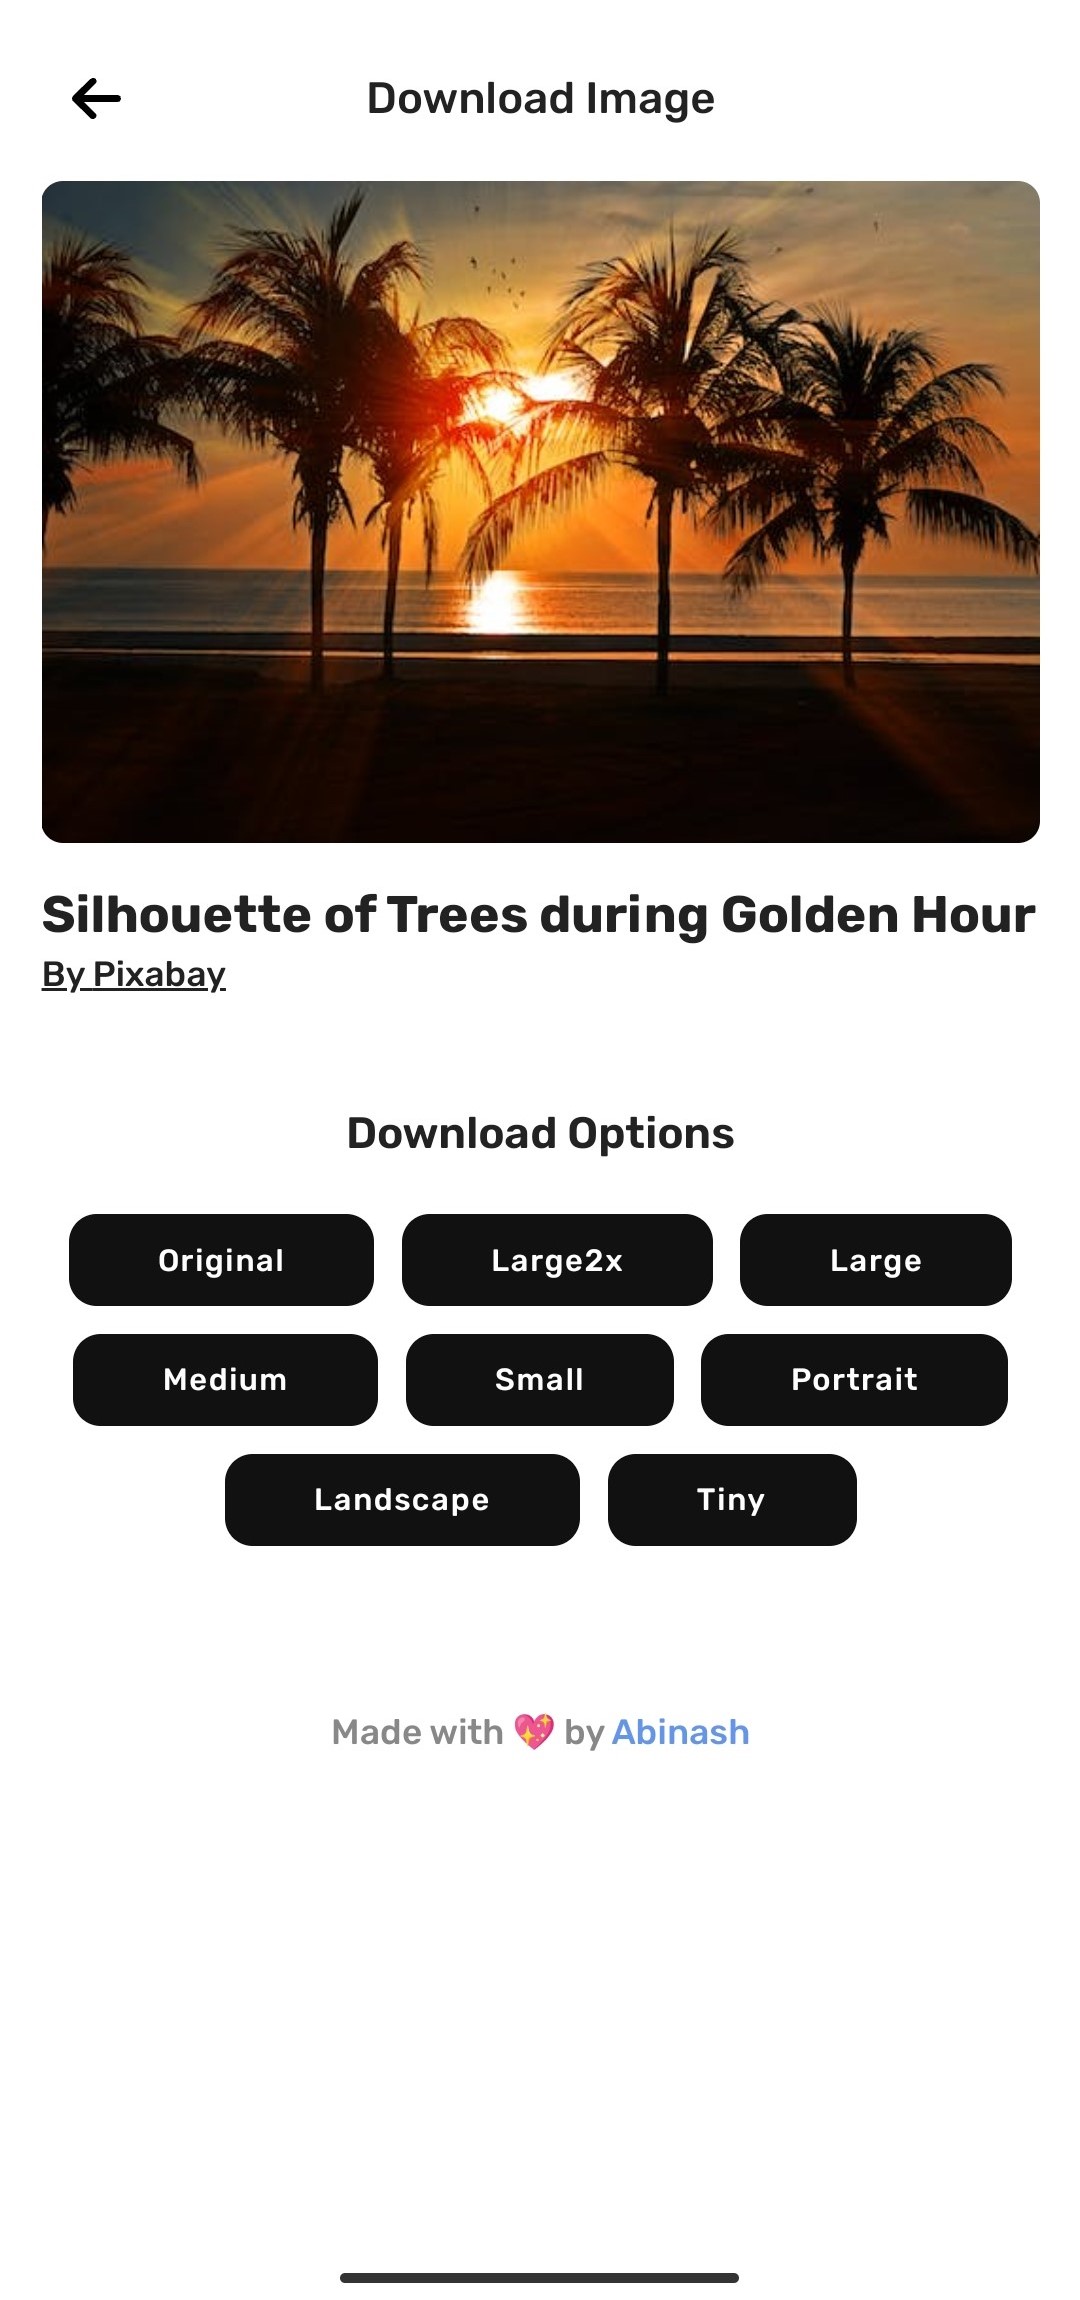 Download Image
Silhouette of Trees during Golden Hour
By Pixabay
Download Options
Original Large2x Large
Medium Small Portrait
Landscape Tiny
Made with 💖 by Abinash